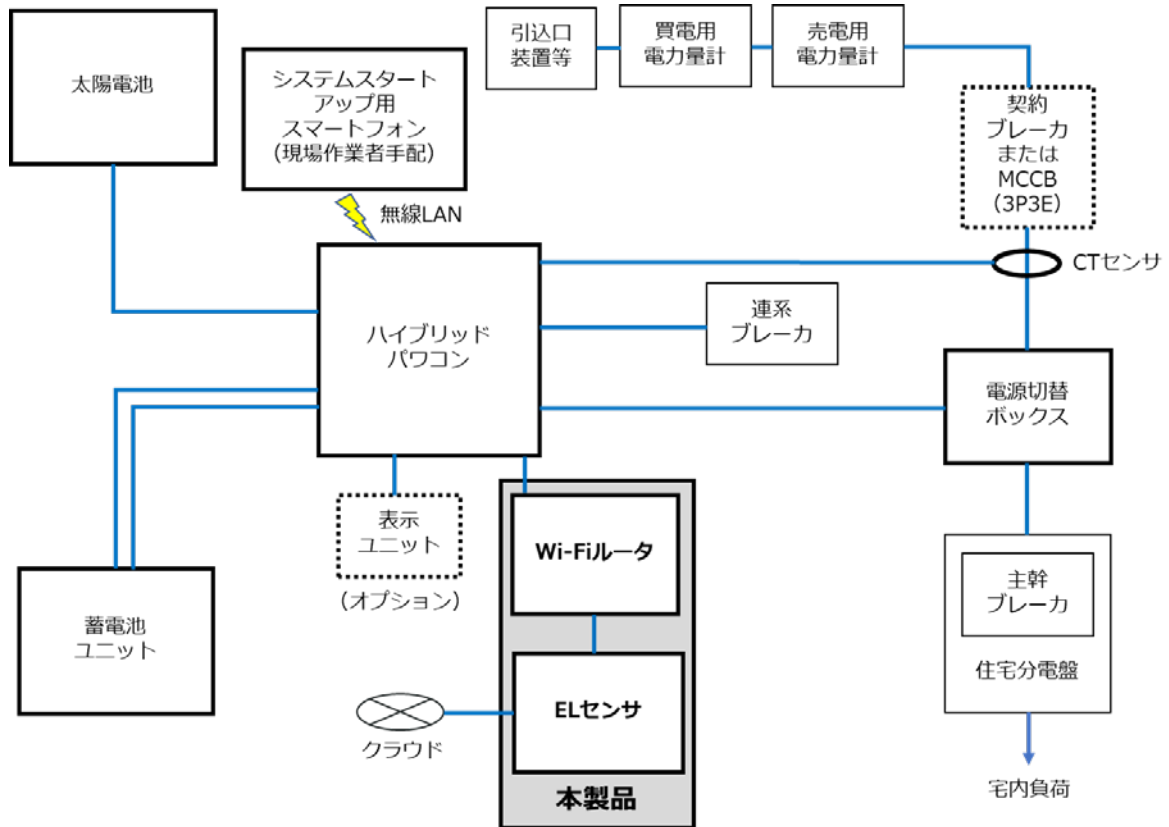 太陽電池
システムスタート
アップ用
スマートフォン
(現場作業者手配)
無線LAN
引込口
装置等
買電用
電力量計
売電用
電力量計
契約
ブレーカ
または
MCCB
(3P3E)
CTセンサ
ハイブリッド
パワコン
連系
ブレーカ
電源切替
ボックス
表示
ユニット
(オプション)
Wi-Fiルータ
蓄電池
ユニット
主幹
ブレーカ
住宅分電盤
ELセンサ
クラウド
本製品
宅内負荷